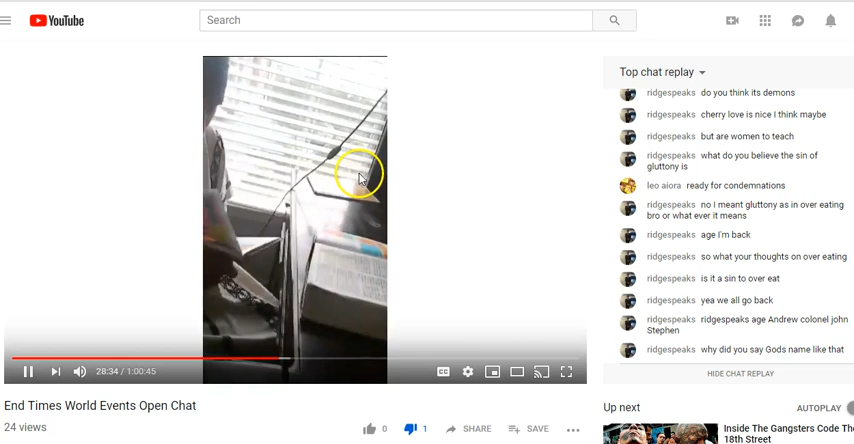 YouTube
Search
Top chat replay
ridgespeaks do you think its demons
ridgespeaks cherry love is nice I think maybe
ridgespeaks but are women to teach
ridgespeaks what do you believe the sin of
gluttony is
leo aiora ready for condemnations
ridgespeaks no I meant gluttony as in over eating
bro or what ever it means
ridgespeaks age I'm back
ridgespeaks so what your thoughts on over eating
ridgespeaks is it a sin to over eat
ridgespeaks yea we all go back
ridgespeaks ridgespeaks age Andrew colonel john
Stephen
ridgespeaks why did you say Gods name like that
HIDE CHAT REPLAY
28:34 / 1:00:45
CC
End Times World Events Open Chat
24 views
0
1
SHARE
SAVE
Up next
AUTOPLAY
Inside The Gangsters Code The
18th Street